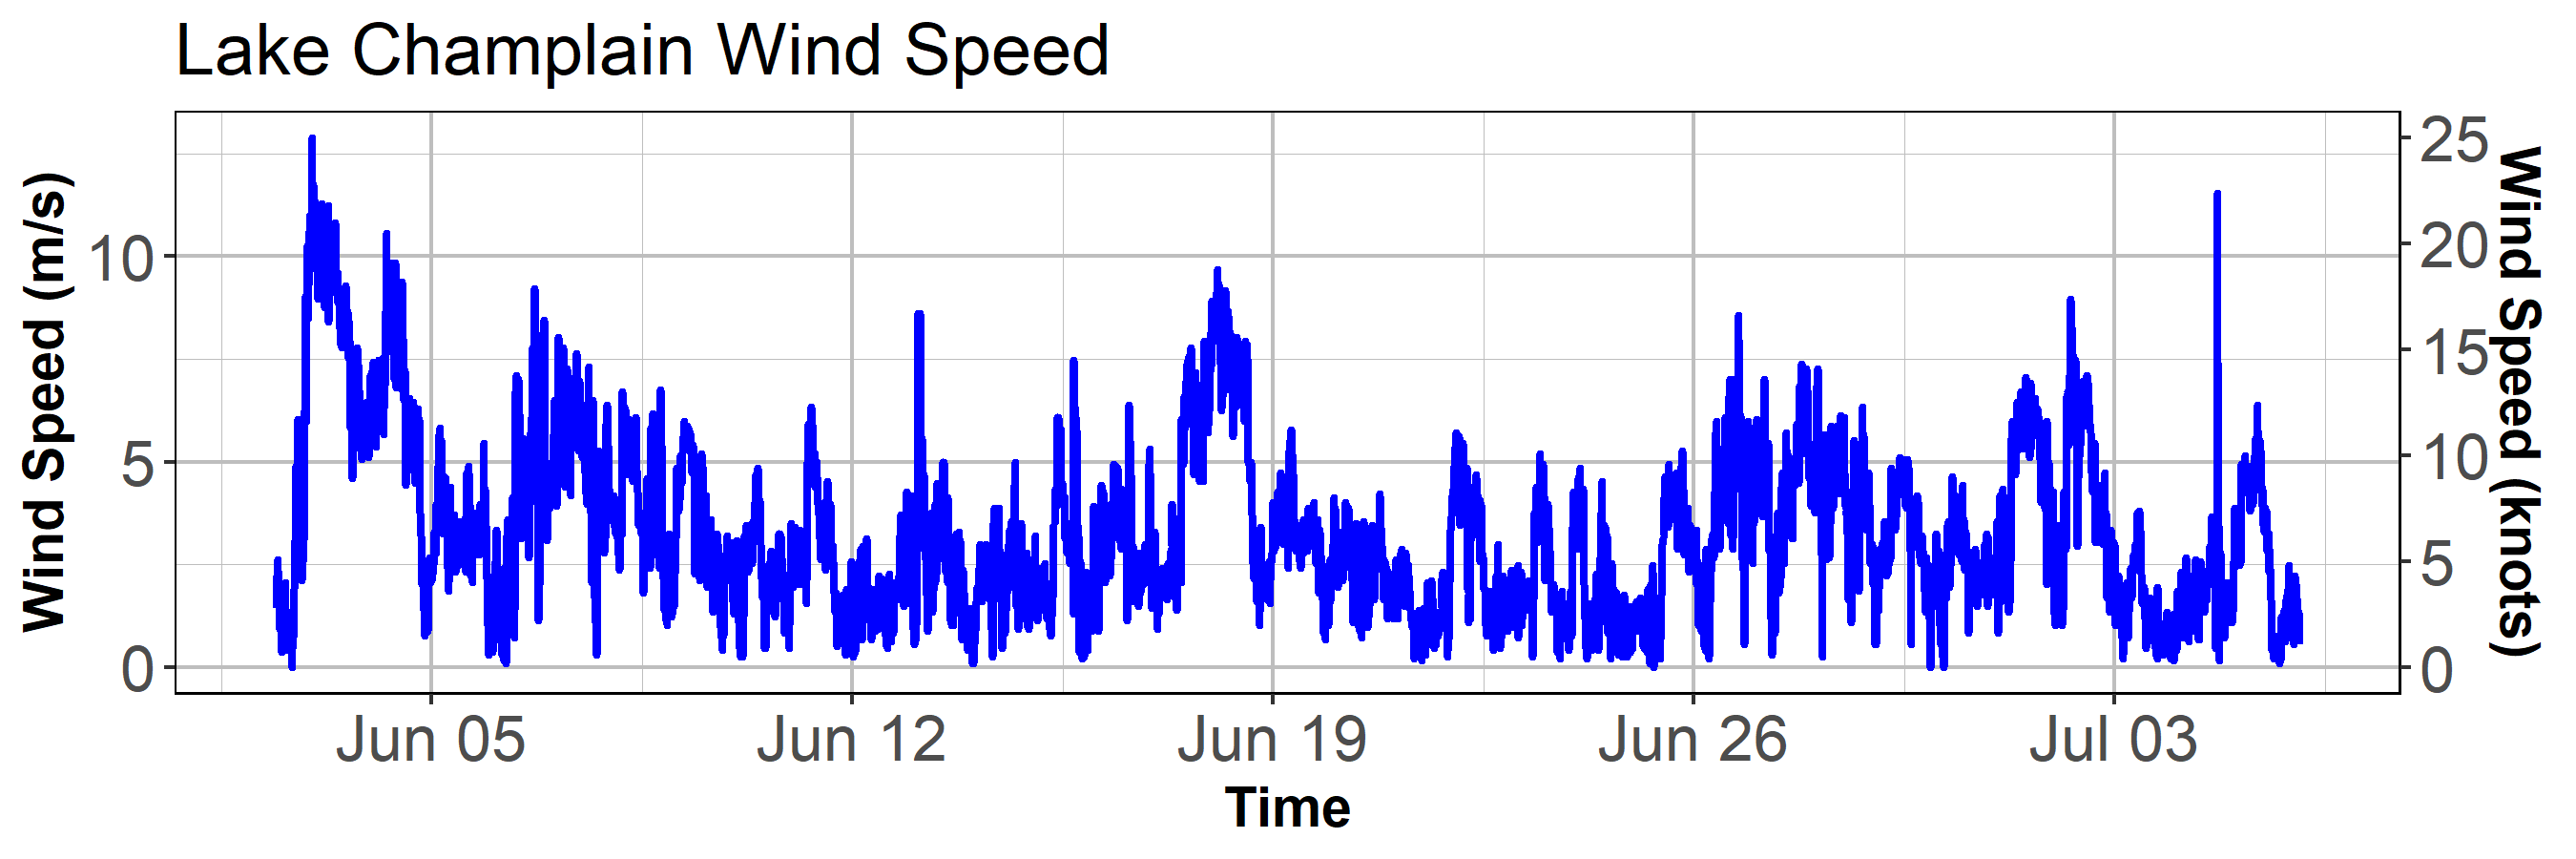 Lake Champlain Wind Speed
Wind Speed (m/s)
10
5
0
25
20
15
10
5
0
Wind Speed (knots)
Jun 05 Jun 12 Jun 19 Jun 26 Jul 03
Time